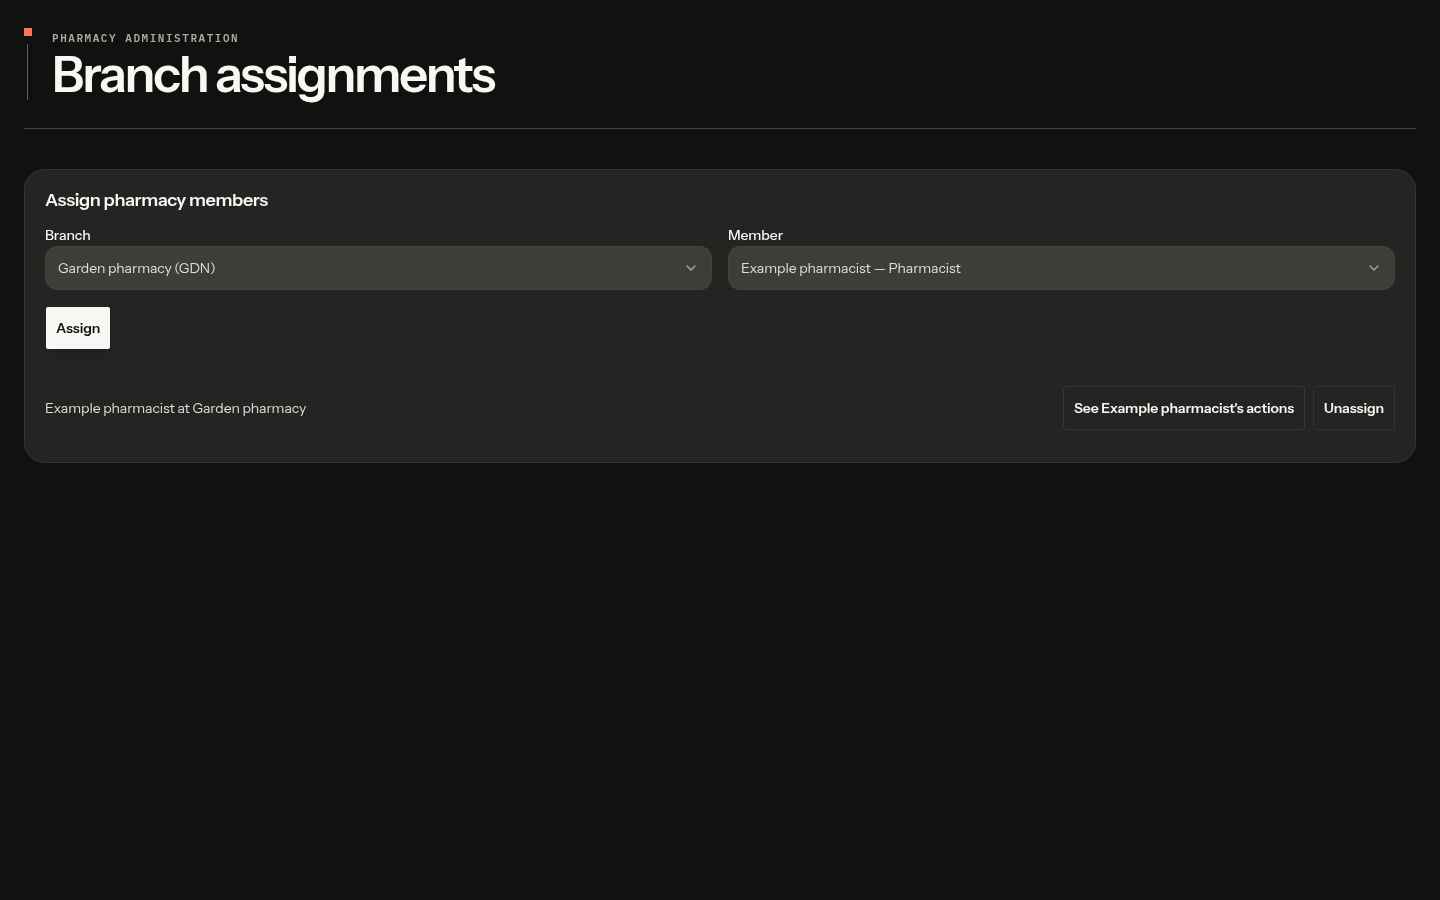 PHARMACY ADMINISTRATION
Branch assignments
Assign pharmacy members
Branch
Member
Garden pharmacy (GDN)
Example pharmacist — Pharmacist
Assign
Example pharmacist at Garden pharmacy
See Example pharmacist's actions
Unassign